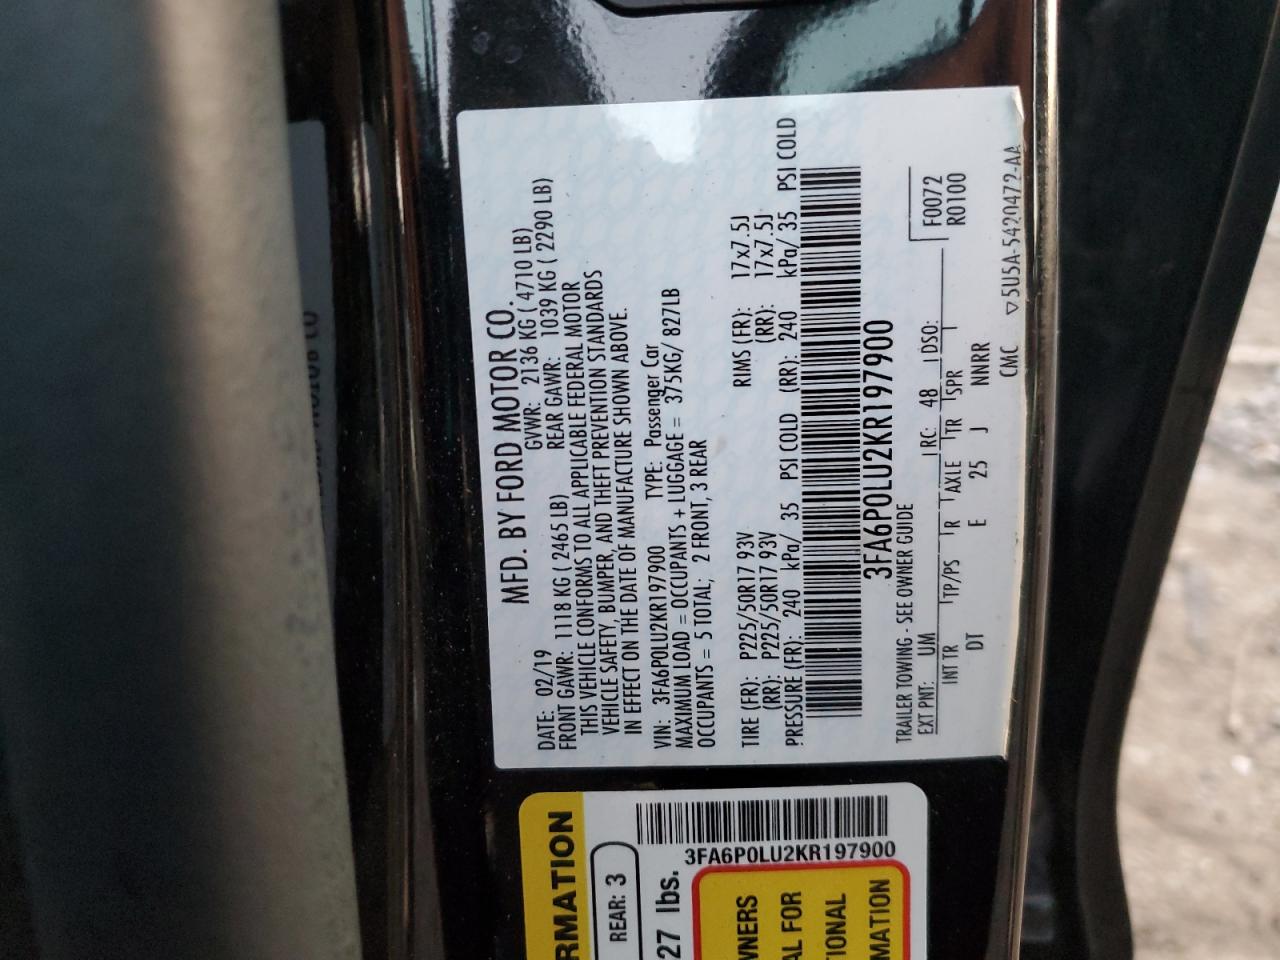 MFD. BY FORD MOTOR CO.
DATE: 02/19 GVWR: 2136 KG ( 4710 LB)
FRONT GAWR: 1118 KG ( 2465 LB) REAR GAWR: 1039 KG ( 2290 LB)
THIS VEHICLE CONFORMS TO ALL APPLICABLE FEDERAL MOTOR
VEHICLE SAFETY, BUMPER, AND THEFT PREVENTION STANDARDS
IN EFFECT ON THE DATE OF MANUFACTURE SHOWN ABOVE.
VIN: 3FA6P0LU2KR197900 TYPE: Passenger Car
MAXIMUM LOAD = OCCUPANTS + LUGGAGE = 375KG/ 827LB
OCCUPANTS = 5 TOTAL; 2 FRONT, 3 REAR
TIRE (FR): P225/50R17 93V RIMS (FR): 17x7.5J
(RR): P225/50R17 93V (RR): 17x7.5J
PRESSURE (FR): 240 kPa/ 35 PSI COLD (RR): 240 kPa/ 35 PSI COLD
3FA6P0LU2KR197900
TRAILER TOWING - SEE OWNER GUIDE
F0072
EXT PNT: UM RC: 48 DSO: R0100
INT TR TP/PS R AXLE TR SPR
DT E 25 J NNRR
CMC ▽5U5A-5420472-AA
RMATION
REAR: 3
27 lbs.
3FA6P0LU2KR197900
WNERS
AL FOR
TIONAL
MATION